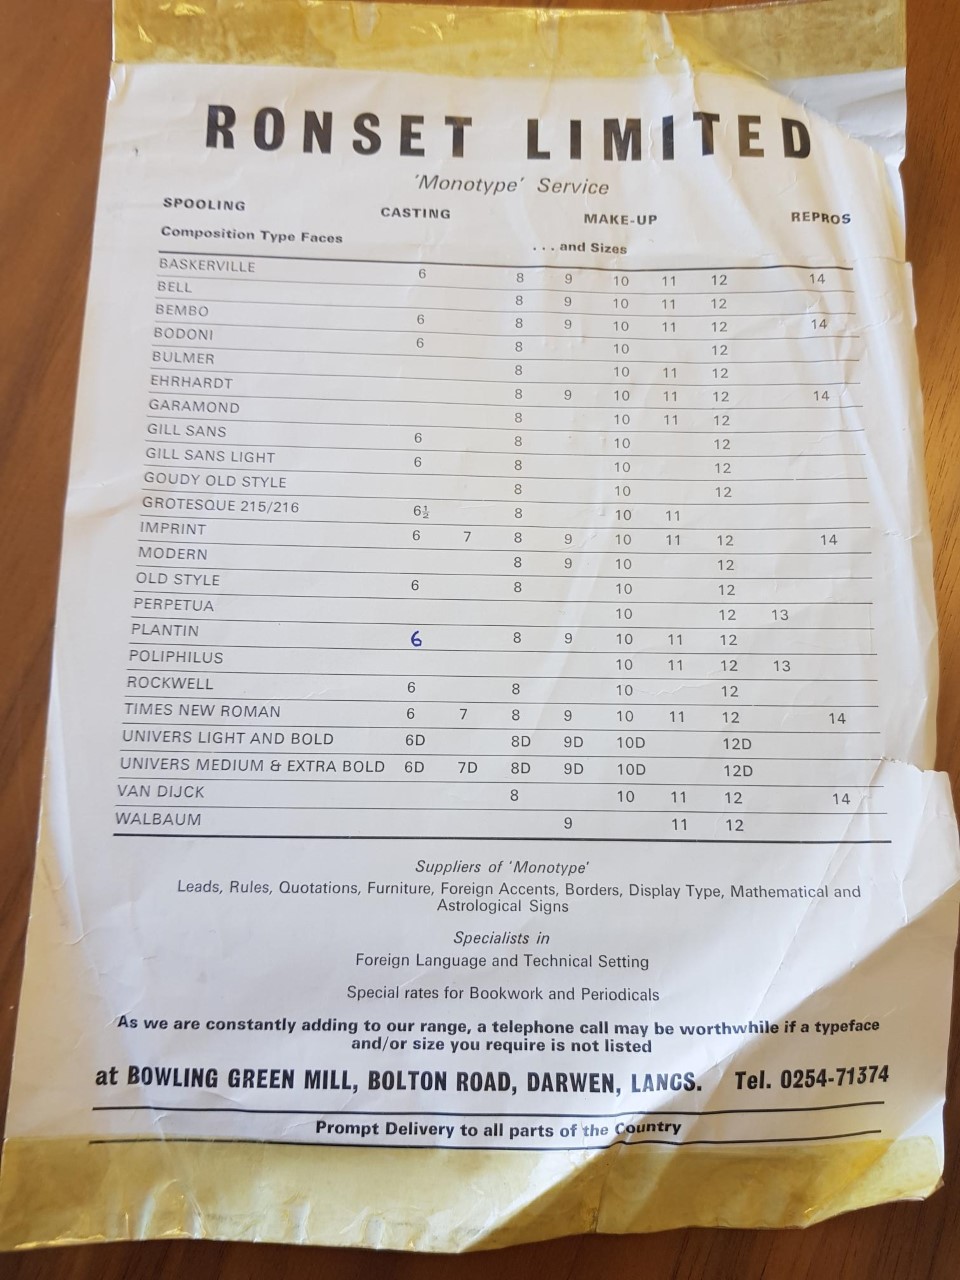 RONSET LIMITED
'Monotype' Service
SPOOLING CASTING MAKE-UP REPROS
Composition Type Faces ... and Sizes
BASKERVILLE 6 8 9 10 11 12 14
BELL 8 9 10 11 12
BEMBO 6 8 9 10 11 12 14
BODONI 6 8 10 12
BULMER 8 10 11 12
EHRHARDT 8 9 10 11 12 14
GARAMOND 8 10 11 12
GILL SANS 6 8 10 12
GILL SANS LIGHT 6 8 10 12
GOUDY OLD STYLE 8 10 12
GROTESQUE 215/216 6½ 8 10 11
IMPRINT 6 7 8 9 10 11 12 14
MODERN 8 9 10 12
OLD STYLE 6 8 10 12
PERPETUA 10 12 13
PLANTIN 6 8 9 10 11 12
POLIPHILUS 10 11 12 13
ROCKWELL 6 8 10 12
TIMES NEW ROMAN 6 7 8 9 10 11 12 14
UNIVERS LIGHT AND BOLD 6D 8D 9D 10D 12D
UNIVERS MEDIUM & EXTRA BOLD 6D 7D 8D 9D 10D 12D
VAN DIJCK 8 10 11 12 14
WALBAUM 9 11 12
Suppliers of 'Monotype'
Leads, Rules, Quotations, Furniture, Foreign Accents, Borders, Display Type, Mathematical and
Astrological Signs
Specialists in
Foreign Language and Technical Setting
Special rates for Bookwork and Periodicals
As we are constantly adding to our range, a telephone call may be worthwhile if a typeface
and/or size you require is not listed
at BOWLING GREEN MILL, BOLTON ROAD, DARWEN, LANCS. Tel. 0254-71374
Prompt Delivery to all parts of the Country